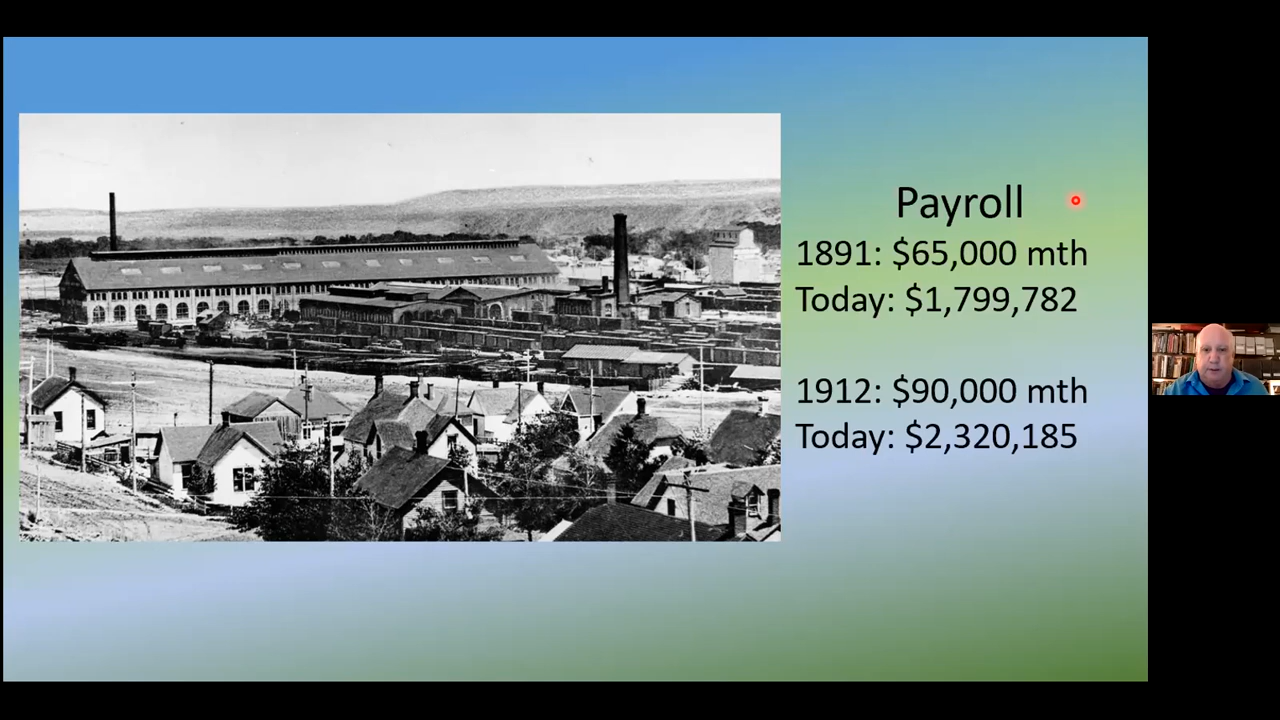 Payroll
1891: $65,000 mth
Today: $1,799,782
1912: $90,000 mth
Today: $2,320,185